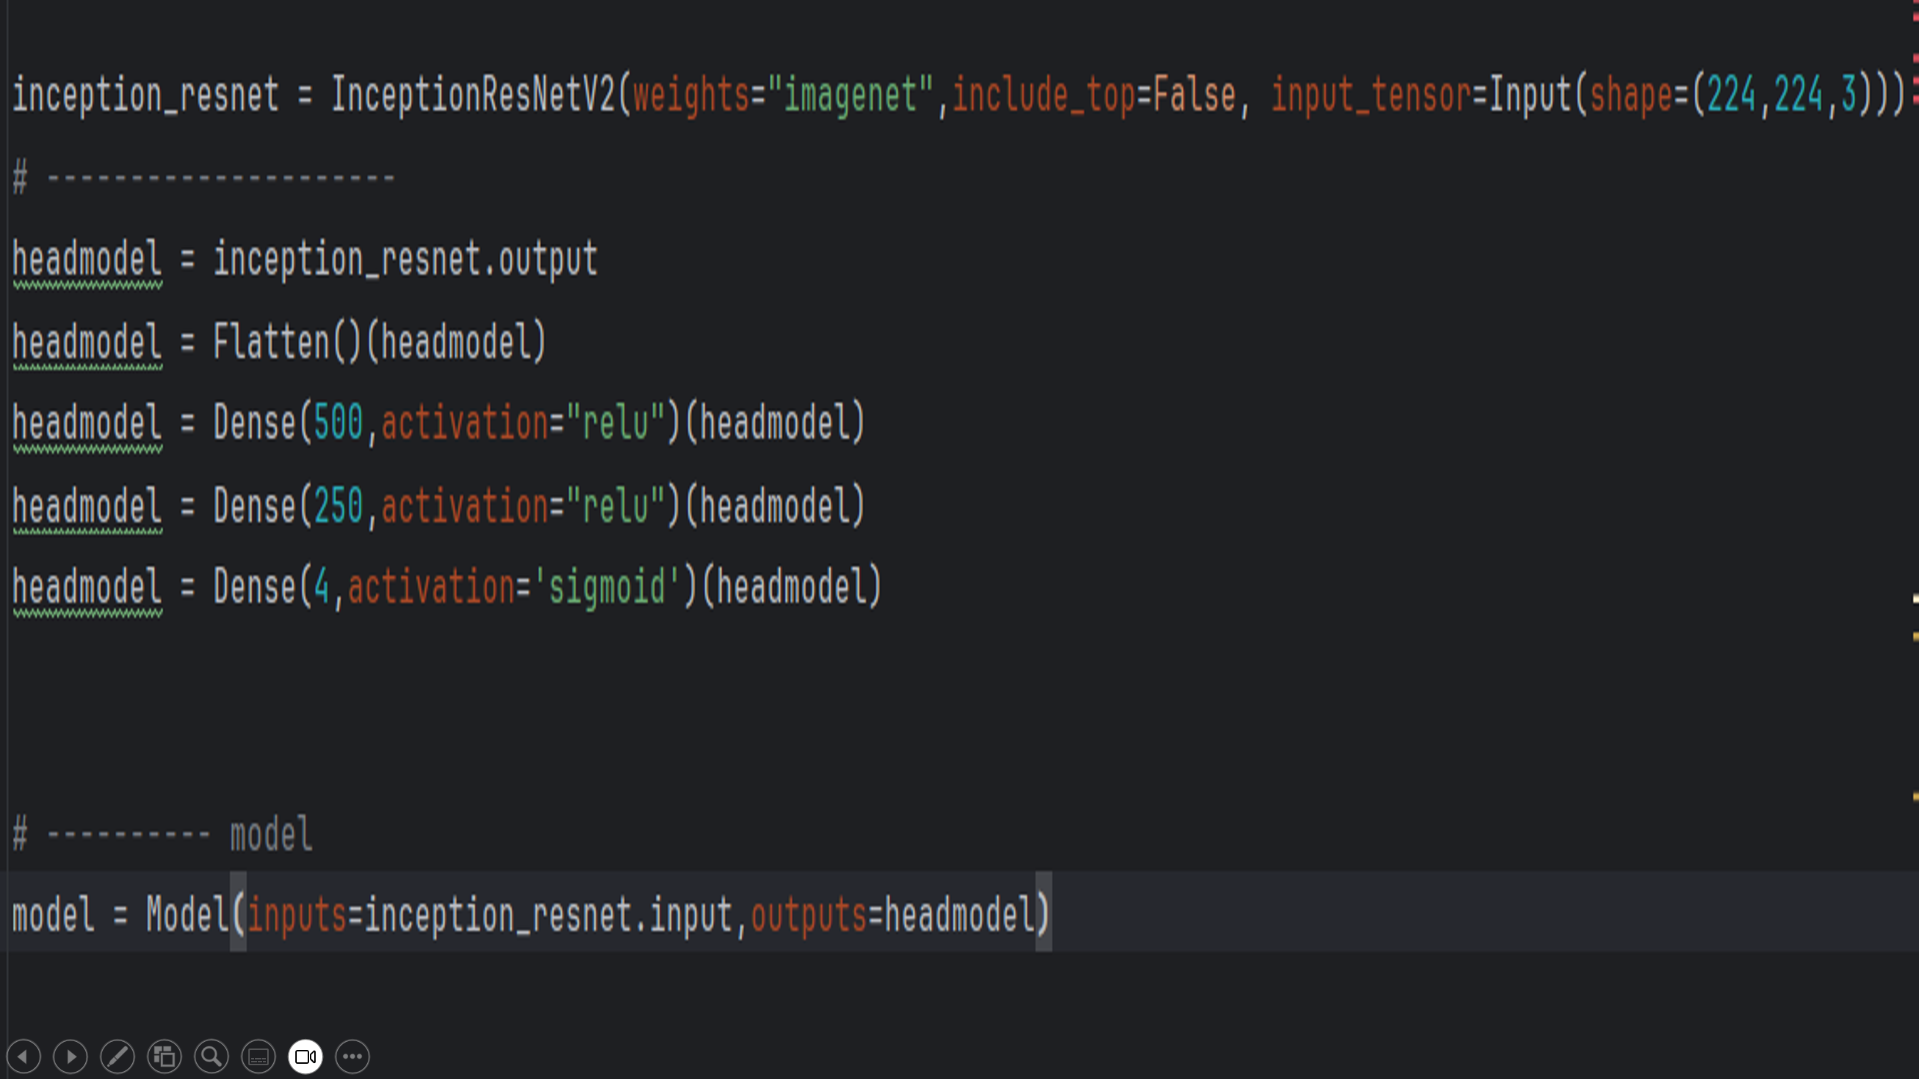 inception_resnet = InceptionResNetV2(weights="imagenet",include_top=False, input_tensor=Input(shape=(224,224,3)))
# ---------------------
headmodel = inception_resnet.output
headmodel = Flatten()(headmodel)
headmodel = Dense(500,activation="relu")(headmodel)
headmodel = Dense(250,activation="relu")(headmodel)
headmodel = Dense(4,activation='sigmoid')(headmodel)
# ---------- model
model = Model(inputs=inception_resnet.input,outputs=headmodel)